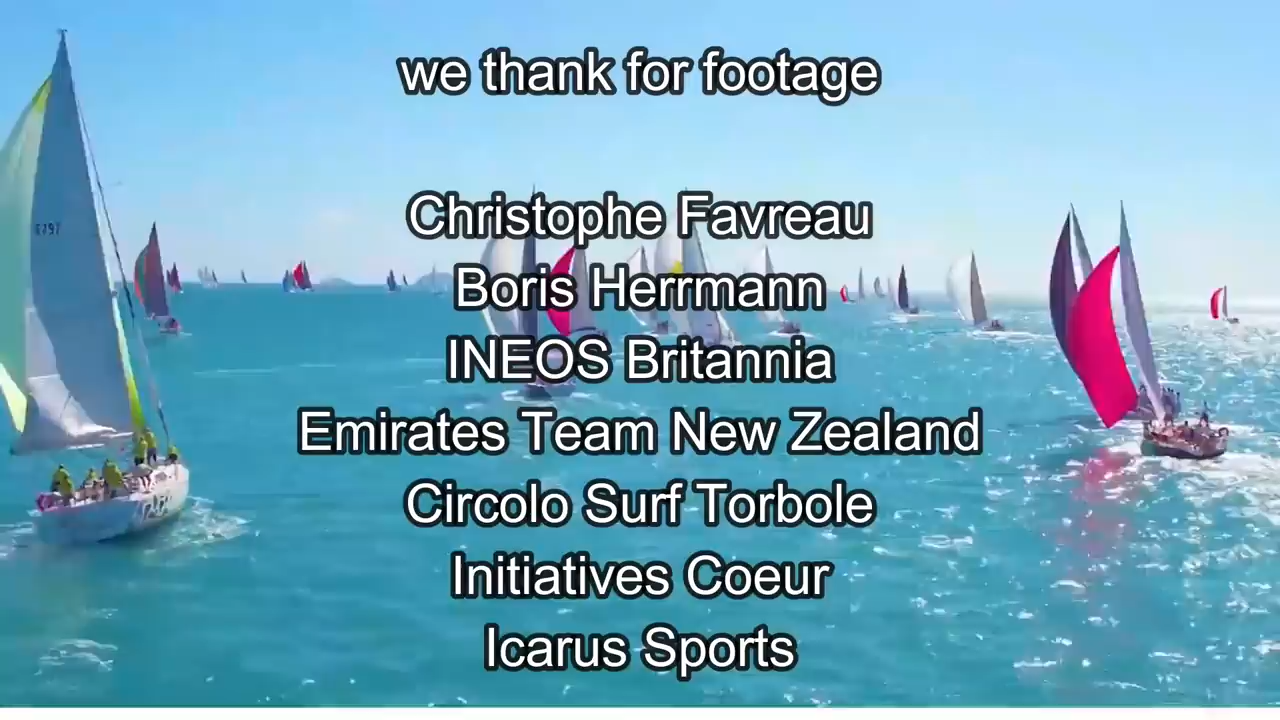 we thank for footage
Christophe Favreau
Boris Herrmann
INEOS Britannia
Emirates Team New Zealand
Circolo Surf Torbole
Initiatives Coeur
Icarus Sports